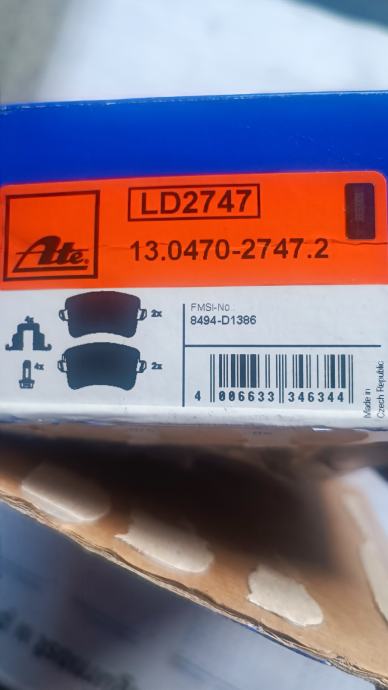 LD2747
Ate
13.0470-2747.2
2x
FMSI-No
8494-D1386
4x
2x
4 006633 346344
Made in
Czech Republic